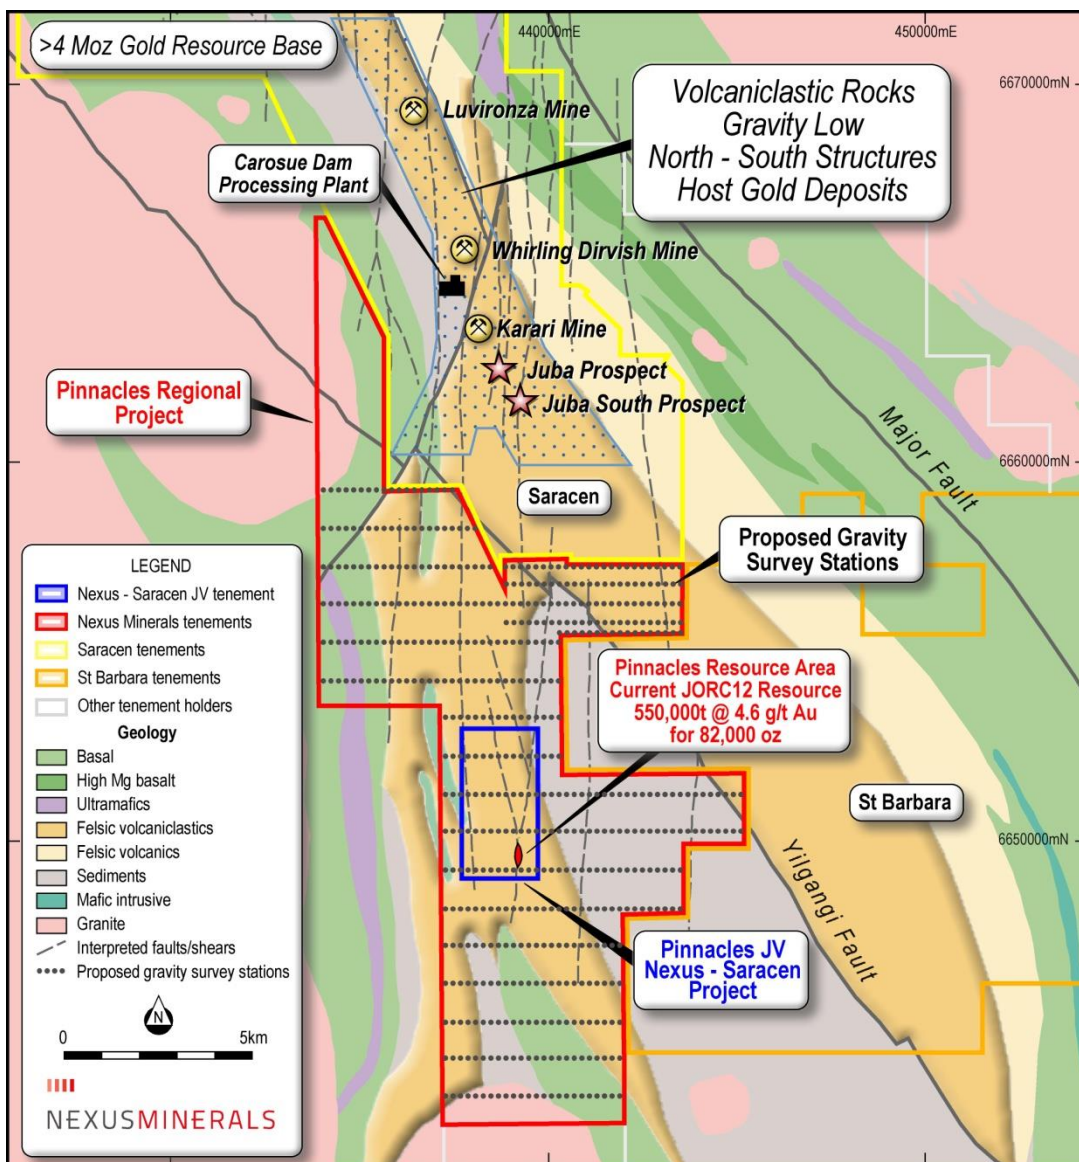 440000mE
450000mE
>4 Moz Gold Resource Base
6670000mN
Volcaniclastic Rocks
Gravity Low
North - South Structures
Host Gold Deposits
Luvironza Mine
Carosue Dam
Processing Plant
Whirling Dirvish Mine
Karari Mine
Juba Prospect
Juba South Prospect
Pinnacles Regional
Project
Major Fault
6660000mN
Saracen
Proposed Gravity
Survey Stations
LEGEND
Nexus - Saracen JV tenement
Nexus Minerals tenements
Saracen tenements
St Barbara tenements
Other tenement holders
Geology
Basal
High Mg basalt
Ultramafics
Felsic volcaniclastics
Felsic volcanics
Sediments
Mafic intrusive
Granite
Interpreted faults/shears
Proposed gravity survey stations
N
0 5km
NEXUSMINERALS
Pinnacles Resource Area
Current JORC12 Resource
550,000t @ 4.6 g/t Au
for 82,000 oz
St Barbara
6650000mN
Yilgangi Fault
Pinnacles JV
Nexus - Saracen
Project